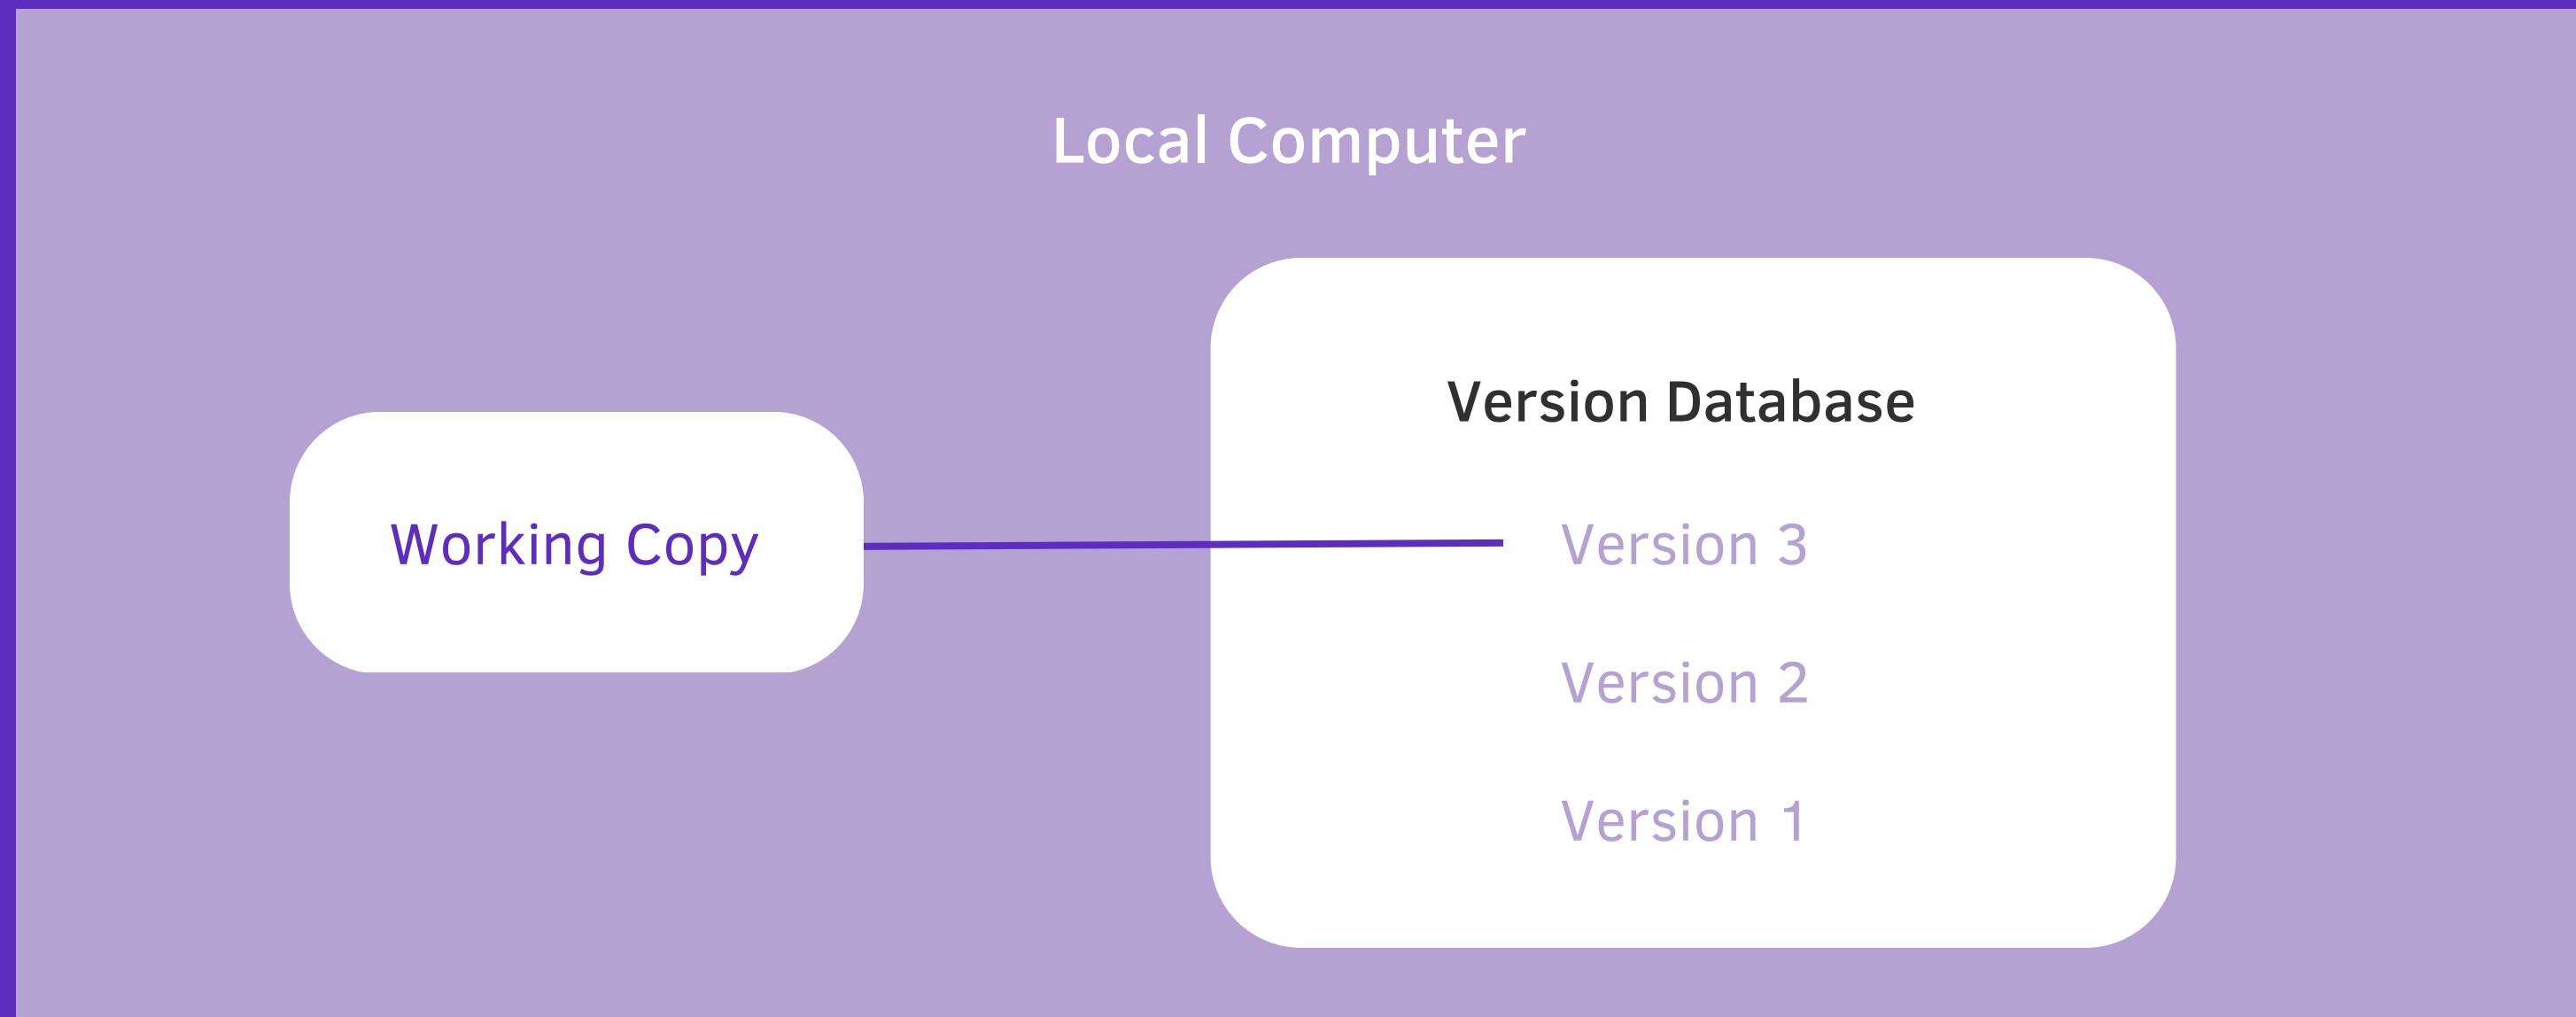 Local Computer
Version Database
Working Copy
Version 3
Version 2
Version 1